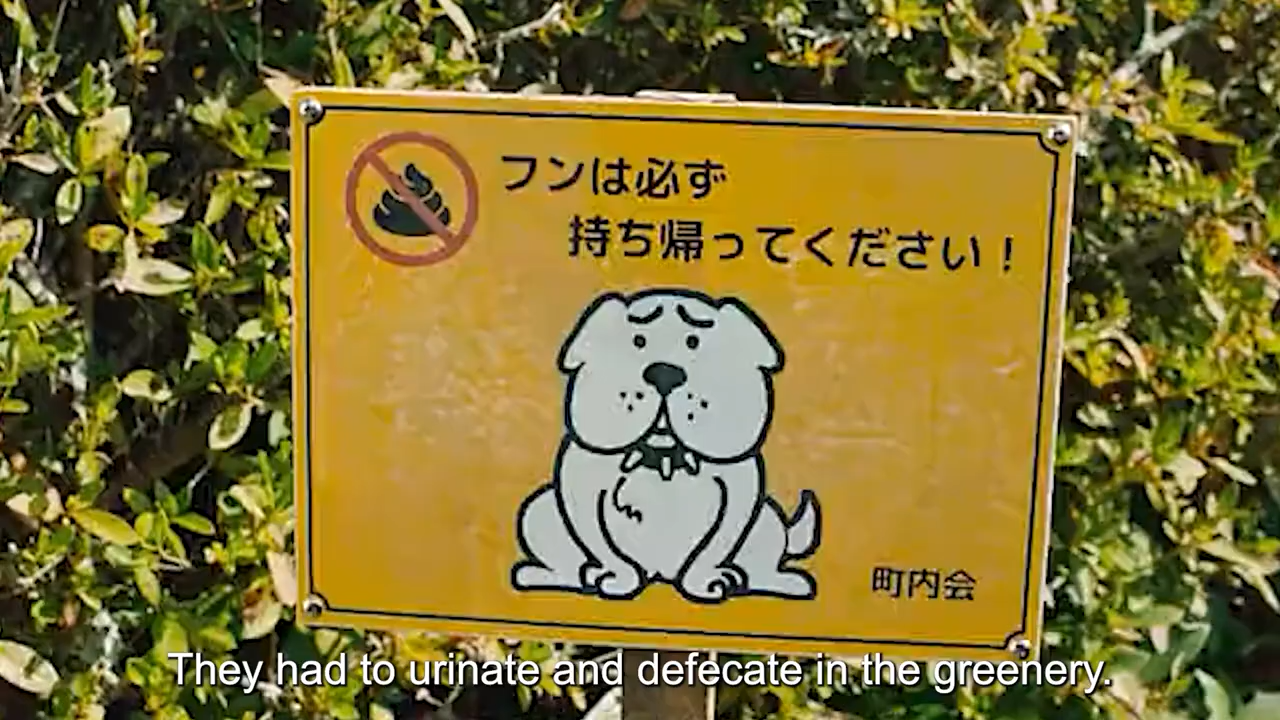 フンは必ず
持ち帰ってください！
町内会
They had to urinate and defecate in the greenery.